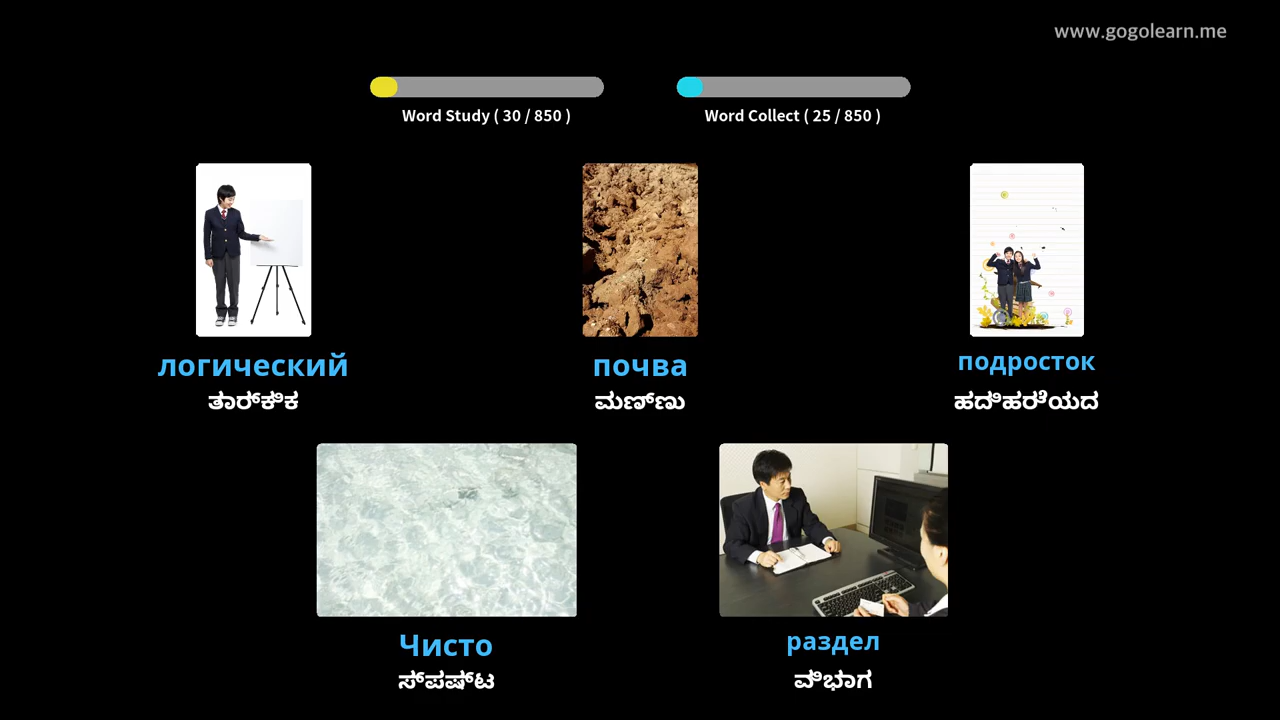 www.gogolearn.me
Word Study ( 30 / 850 )
Word Collect ( 25 / 850 )
логический
ತಾರ್ಕಿಕ
почва
ಮಣ್ಣು
подросток
ಹದಿಹರೆಯದ
Чисто
ಸ್ಪಷ್ಟ
раздел
ವಿಭಾಗ